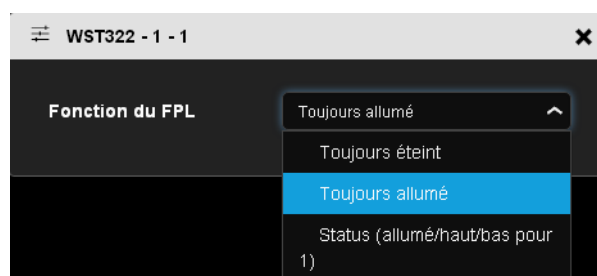 WST322 - 1 - 1
Fonction du FPL
Toujours allumé
Toujours éteint
Toujours allumé
Status (allumé/haut/bas pour
1)